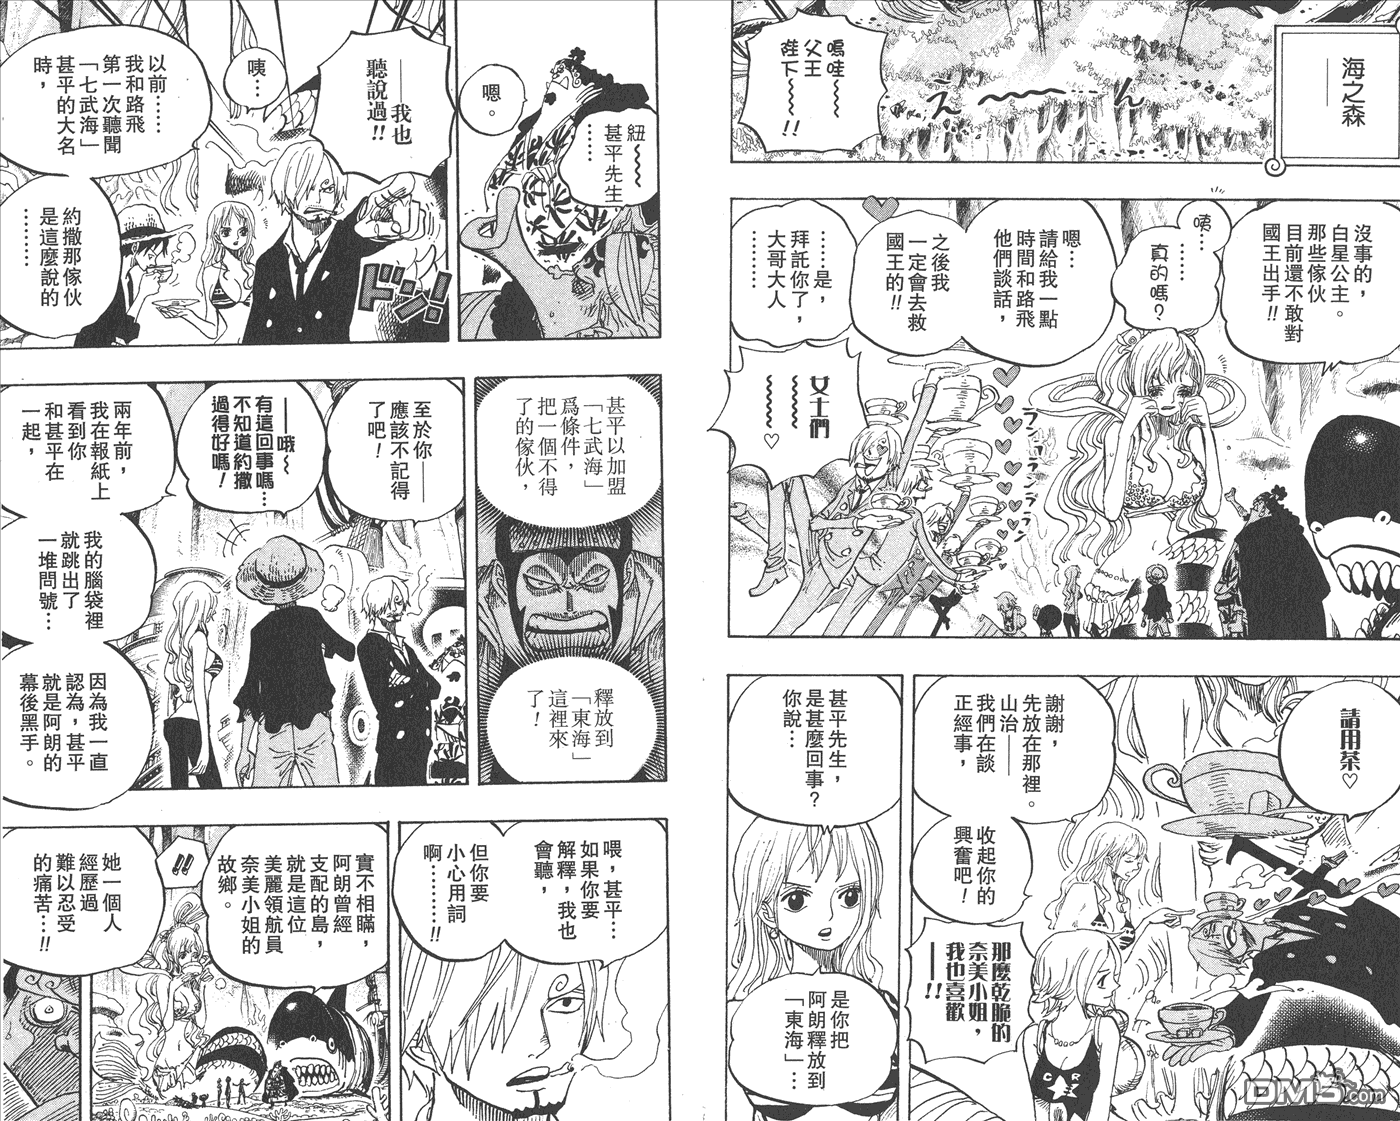 海之森
——
嗚哇
父王
陛下～～～!!
え〜〜〜ん
沒事的，
白星公主。
那些傢伙
目前還不敢對
國王出手!!
咦…
……
真的嗎？
嗯…
請給我一點
時間和路飛
他們談話，
之後我
一定會去救
國王的!!
……是，
拜託你了，
大哥大人
女士們
～～～～♡
請用茶♡
謝謝，
先放在那裡。
山治——
我們在談
正經事，
收起你的
興奮吧！
那麼乾脆的
奈美小姐，
我也喜歡
——!!
甚平先生，
是甚麼回事？
你說…
是你把
阿朗釋放到
「東海」…
CRZ
紐～～
甚平先生
……
嗯。
——我也
聽說過!!
咦…
ドン!
以前……
我和路飛
第一次聽聞
「七武海」
甚平的大名
時，
約撒那傢伙
是這麼說的
甚平以加盟
「七武海」
爲條件，
把一個不得
了的傢伙，
釋放到
「東海」
這裡來
了！
至於你——
應該不記得
了吧！
——哦～
有這回事嗎…
不知道約撒
過得好嗎！
兩年前，
我在報紙上
看到你
和甚平在
一起，
我的腦袋裡
就跳出了
一堆問號…
因為我一直
認為，甚平
就是阿朗的
幕後黑手。
喂，甚平…
如果你要
解釋，我也
會聽，
但你要
小心用詞
啊………!!
實不相瞞，
阿朗曾經
支配的島，
就是這位
美麗領航員
奈美小姐的
故鄉。
!!
她一個人
經歷過
難以忍受
的痛苦…!!
DM5.com